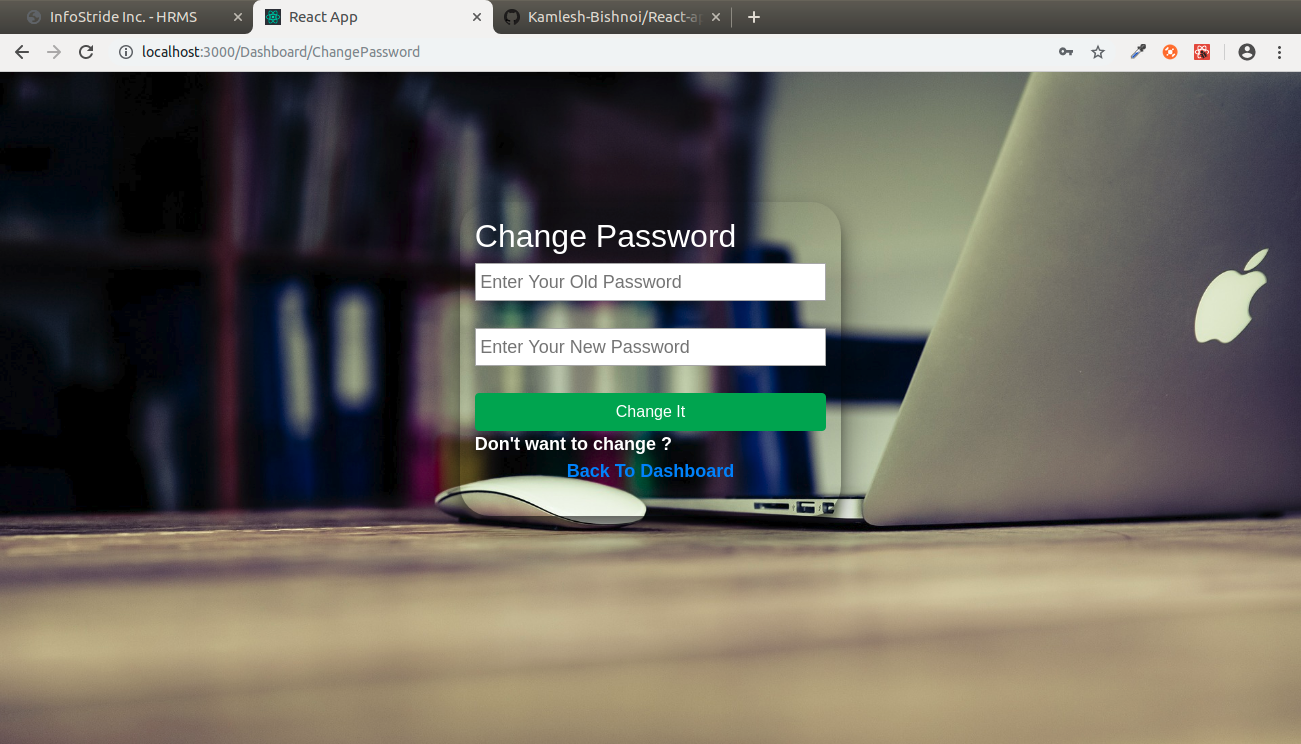 InfoStride Inc. - HRMS
React App
Kamlesh-Bishnoi/React-ap
localhost:3000/Dashboard/ChangePassword
Change Password
Enter Your Old Password
Enter Your New Password
Change It
Don't want to change ?
Back To Dashboard